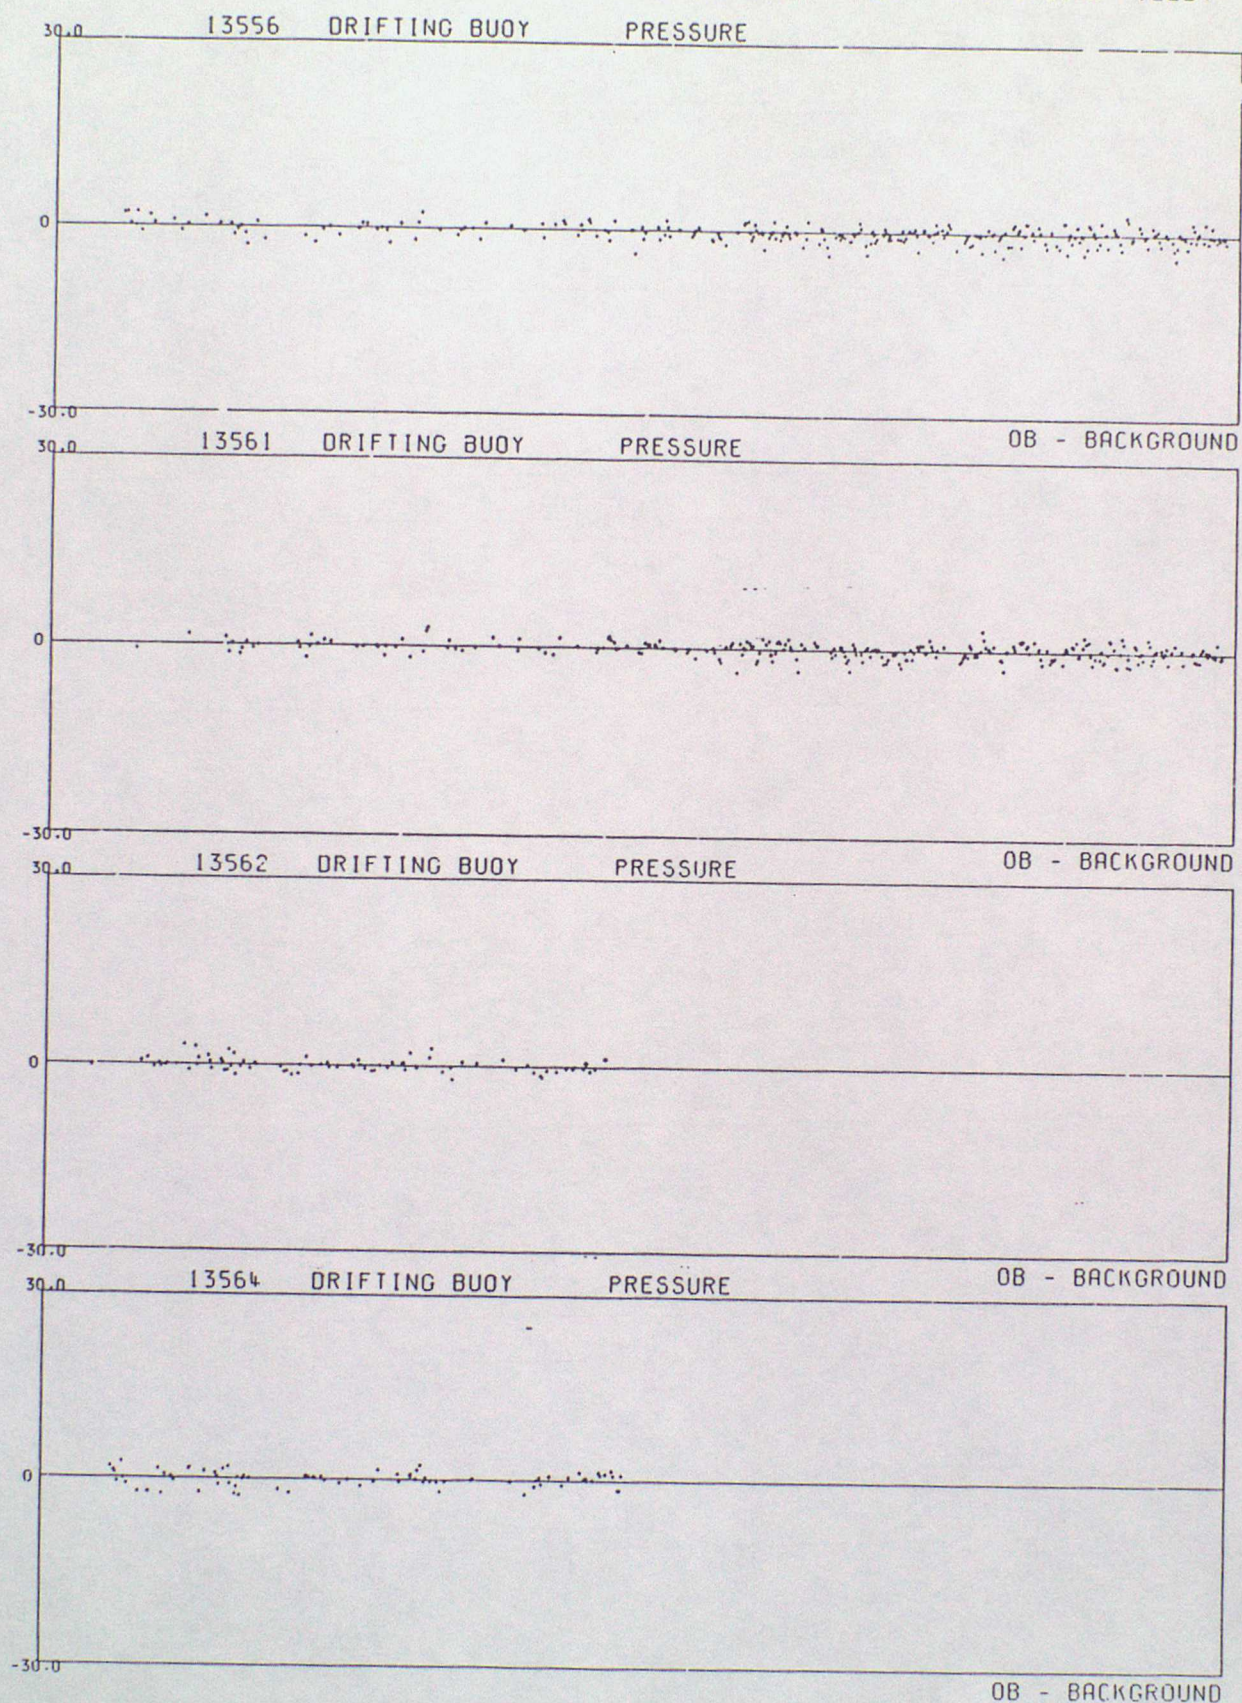 30.0 13556 DRIFTING BUOY PRESSURE
0
-30.0
OB - BACKGROUND
30.0 13561 DRIFTING BUOY PRESSURE
0
-30.0
OB - BACKGROUND
30.0 13562 DRIFTING BUOY PRESSURE
0
-30.0
OB - BACKGROUND
30.0 13564 DRIFTING BUOY PRESSURE
0
-30.0
OB - BACKGROUND